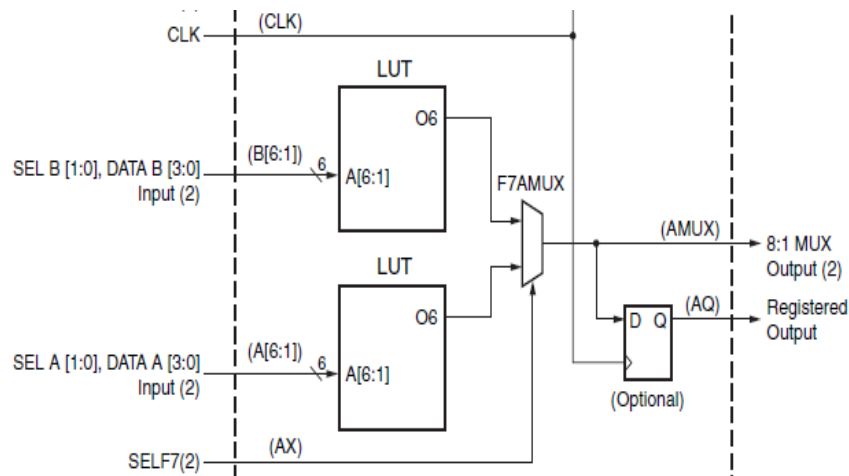 CLK
(CLK)
LUT
O6
(B[6:1])
6
A[6:1]
SEL B [1:0], DATA B [3:0]
Input (2)
F7AMUX
(AMUX)
8:1 MUX
Output (2)
LUT
O6
(A[6:1])
6
A[6:1]
SEL A [1:0], DATA A [3:0]
Input (2)
D Q
(AQ)
Registered
Output
(Optional)
(AX)
SELF7(2)